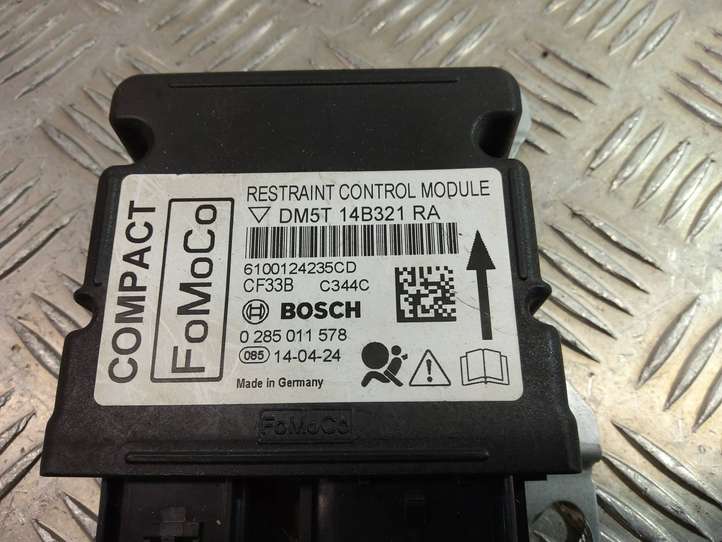 COMPACT
FoMoCo
RESTRAINT CONTROL MODULE
DM5T 14B321 RA
6100124235CD
CF33B C344C
BOSCH
0 285 011 578
085 14-04-24
Made in Germany
FoMoCo